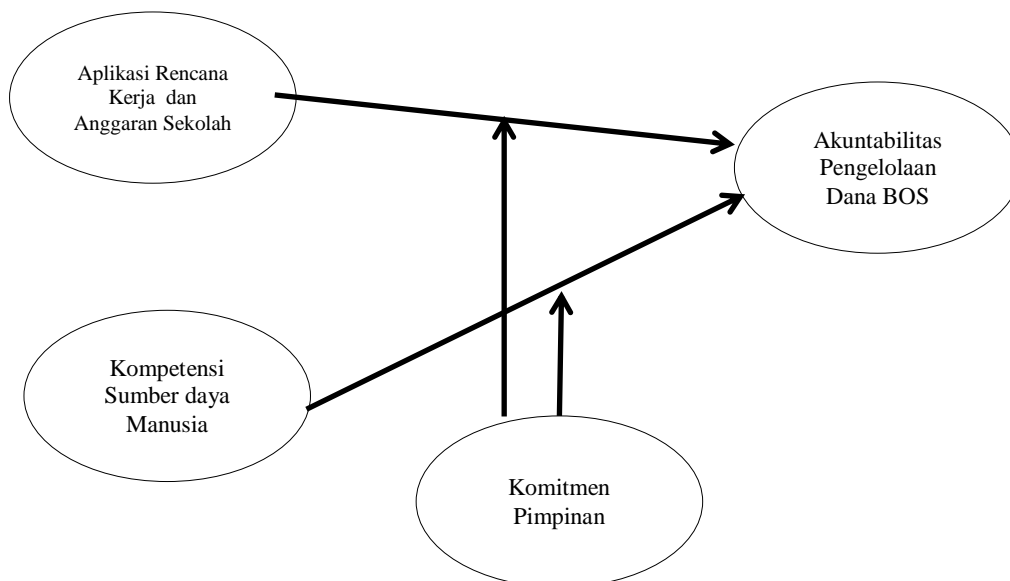 Aplikasi Rencana
Kerja dan
Anggaran Sekolah
Akuntabilitas
Pengelolaan
Dana BOS
Kompetensi
Sumber daya
Manusia
Komitmen
Pimpinan